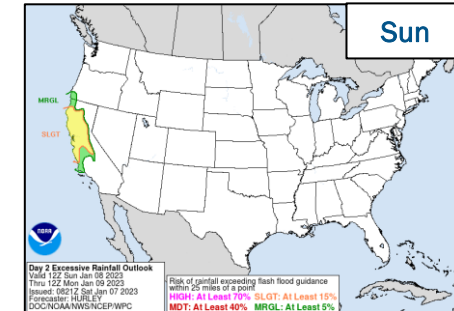 Sun
MRGL
SLGT
NOAA
Day 2 Excessive Rainfall Outlook
Valid 12Z Sun Jan 08 2023
Thru 12Z Mon Jan 09 2023
Issued: 0821Z Sat Jan 07 2023
Forecaster: HURLEY
DOC/NOAA/NWS/NCEP/WPC
Risk of rainfall exceeding flash flood guidance
within 25 miles of a point
HIGH: At Least 70% SLGT: At Least 15%
MDT: At Least 40% MRGL: At Least 5%